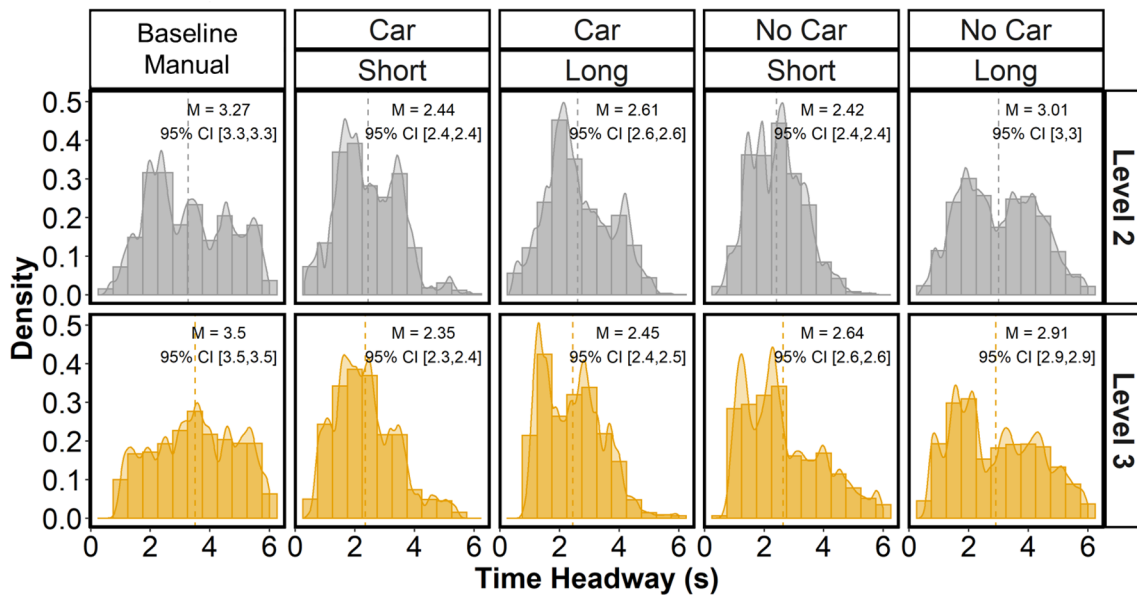 Baseline
Manual
Car
Car
No Car
No Car
Short
Long
Short
Long
Density
0.5
0.4
0.3
0.2
0.1
0.0
M = 3.27
95% CI [3.3,3.3]
M = 2.44
95% CI [2.4,2.4]
M = 2.61
95% CI [2.6,2.6]
M = 2.42
95% CI [2.4,2.4]
M = 3.01
95% CI [3,3]
Level 2
0.5
0.4
0.3
0.2
0.1
0.0
M = 3.5
95% CI [3.5,3.5]
M = 2.35
95% CI [2.3,2.4]
M = 2.45
95% CI [2.4,2.5]
M = 2.64
95% CI [2.6,2.6]
M = 2.91
95% CI [2.9,2.9]
Level 3
0 2 4 6 0 2 4 6 0 2 4 6 0 2 4 6 0 2 4 6
Time Headway (s)